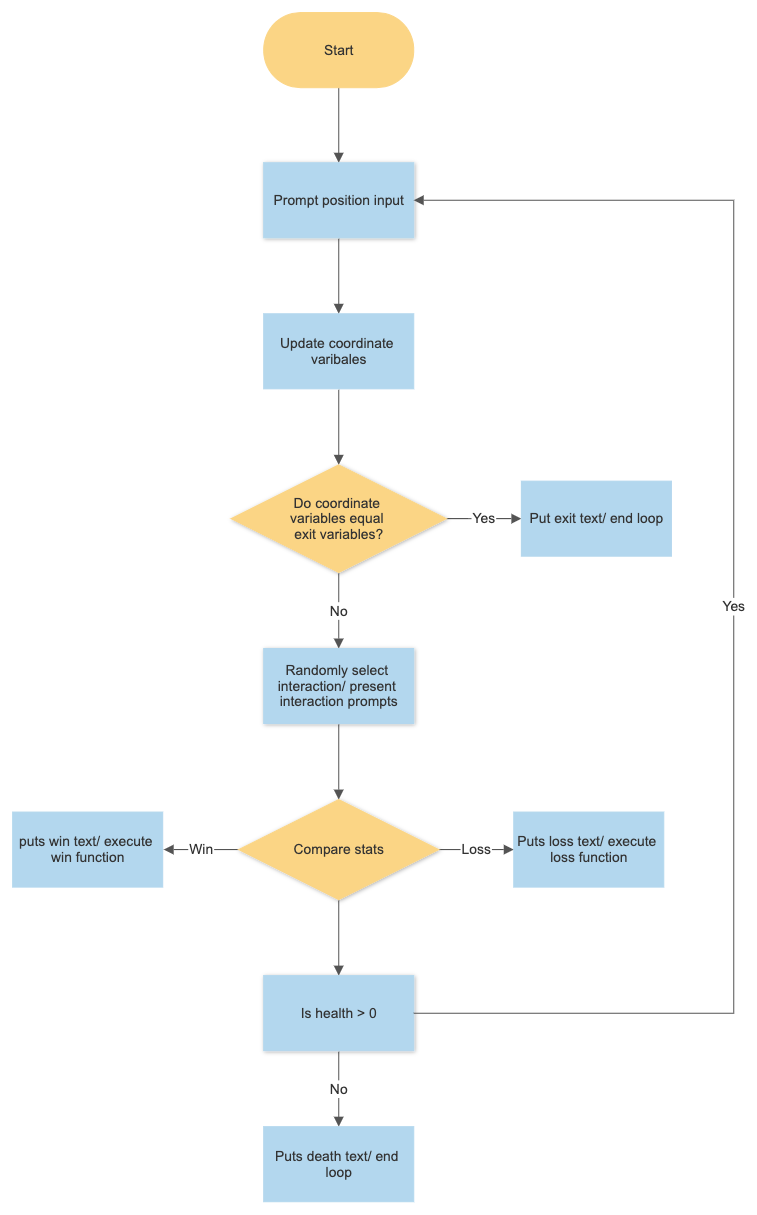 Start
Prompt position input
Update coordinate
varibales
Do coordinate
variables equal
exit variables?
Yes
Put exit text/ end loop
No
Yes
Randomly select
interaction/ present
interaction prompts
puts win text/ execute
win function
Win
Compare stats
Loss
Puts loss text/ execute
loss function
Is health > 0
No
Puts death text/ end
loop